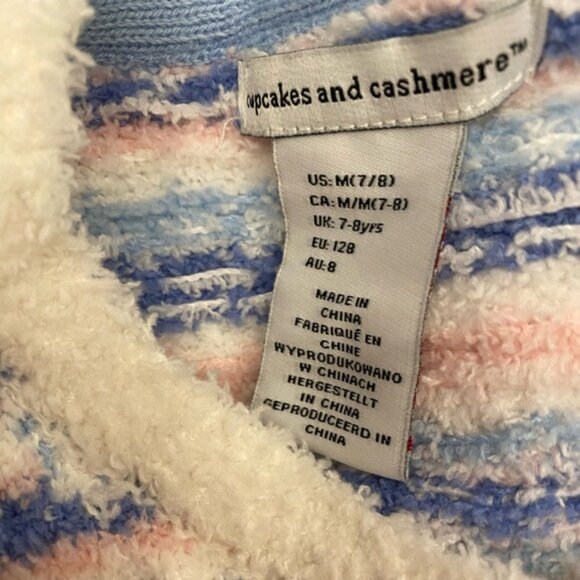 cupcakes and cashmere™
US: M(7/8)
CA: M/M(7-8)
UK: 7-8yrs
EU: 128
AU: 8
MADE IN
CHINA
FABRIQUÉ EN
CHINE
WYPRODUKOWANO
W CHINACH
HERGESTELLT
IN CHINA
GEPRODUCEERD IN
CHINA